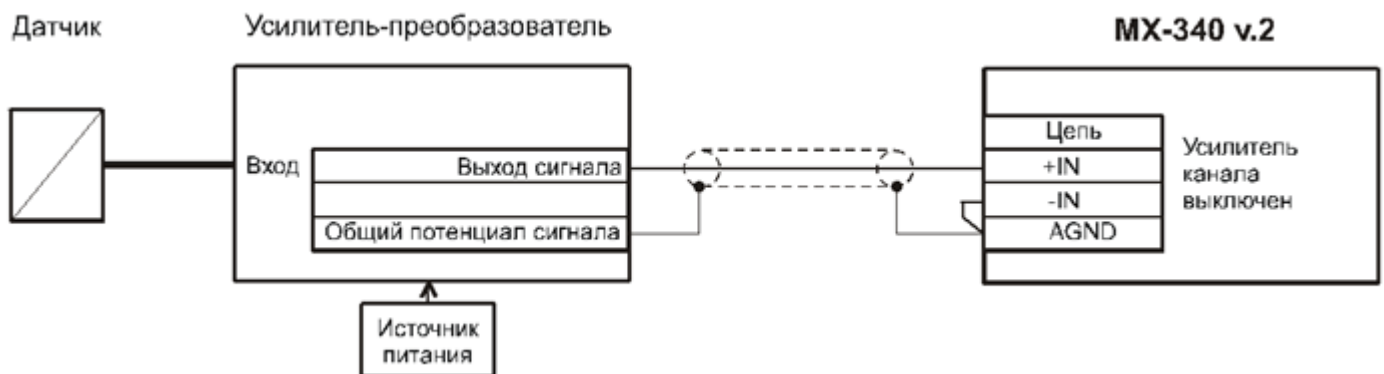 Датчик
Усилитель-преобразователь
MX-340 v.2
Вход
Выход сигнала
Общий потенциал сигнала
Источник
питания
Цепь
+IN
-IN
AGND
Усилитель
канала
выключен